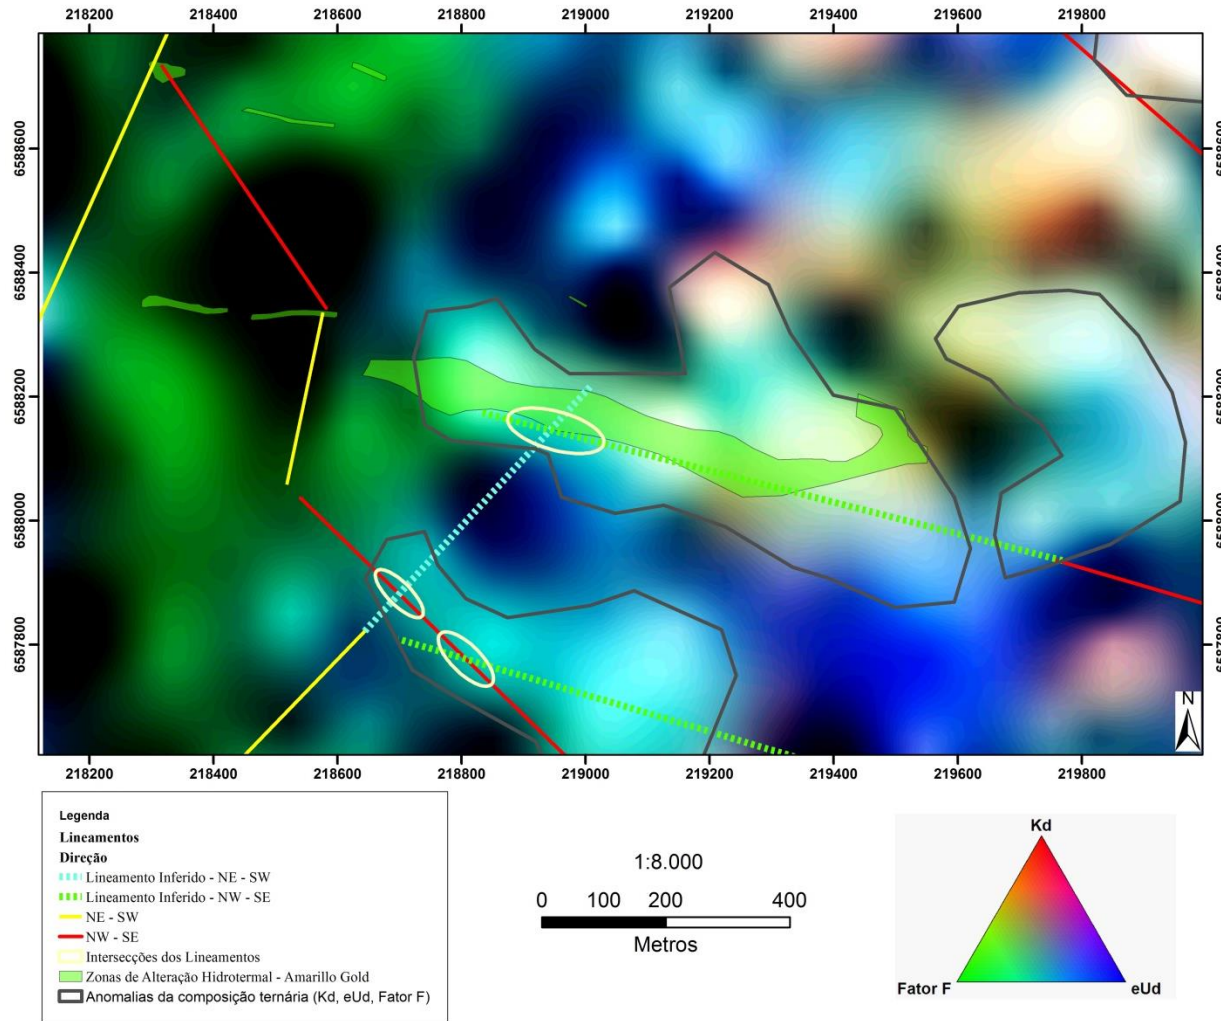 218200 218400 218600 218800 219000 219200 219400 219600 219800
6588600 6588600
6588400 6588400
6588200 6588200
6588000 6588000
6587800 6587800
N
218200 218400 218600 218800 219000 219200 219400 219600 219800
Legenda
Lineamentos
Direção
Lineamento Inferido - NE - SW
Lineamento Inferido - NW - SE
NE - SW
NW - SE
Intersecções dos Lineamentos
Zonas de Alteração Hidrotermal - Amarillo Gold
Anomalias da composição ternária (Kd, eUd, Fator F)
1:8.000
0 100 200 400
Metros
Kd
Fator F eUd